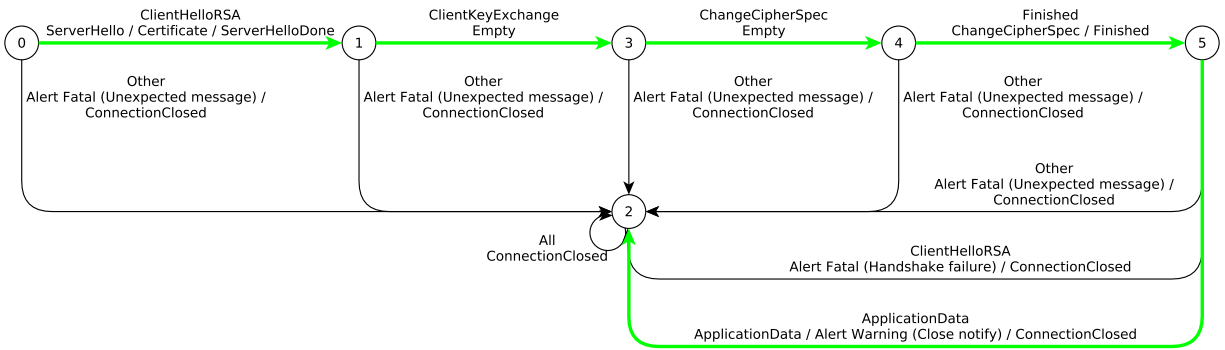 ClientHelloRSA
ServerHello / Certificate / ServerHelloDone
ClientKeyExchange
Empty
ChangeCipherSpec
Empty
Finished
ChangeCipherSpec / Finished
0
1
3
4
5
Other
Alert Fatal (Unexpected message) /
ConnectionClosed
Other
Alert Fatal (Unexpected message) /
ConnectionClosed
Other
Alert Fatal (Unexpected message) /
ConnectionClosed
Other
Alert Fatal (Unexpected message) /
ConnectionClosed
Other
Alert Fatal (Unexpected message) /
ConnectionClosed
2
All
ConnectionClosed
ClientHelloRSA
Alert Fatal (Handshake failure) / ConnectionClosed
ApplicationData
ApplicationData / Alert Warning (Close notify) / ConnectionClosed